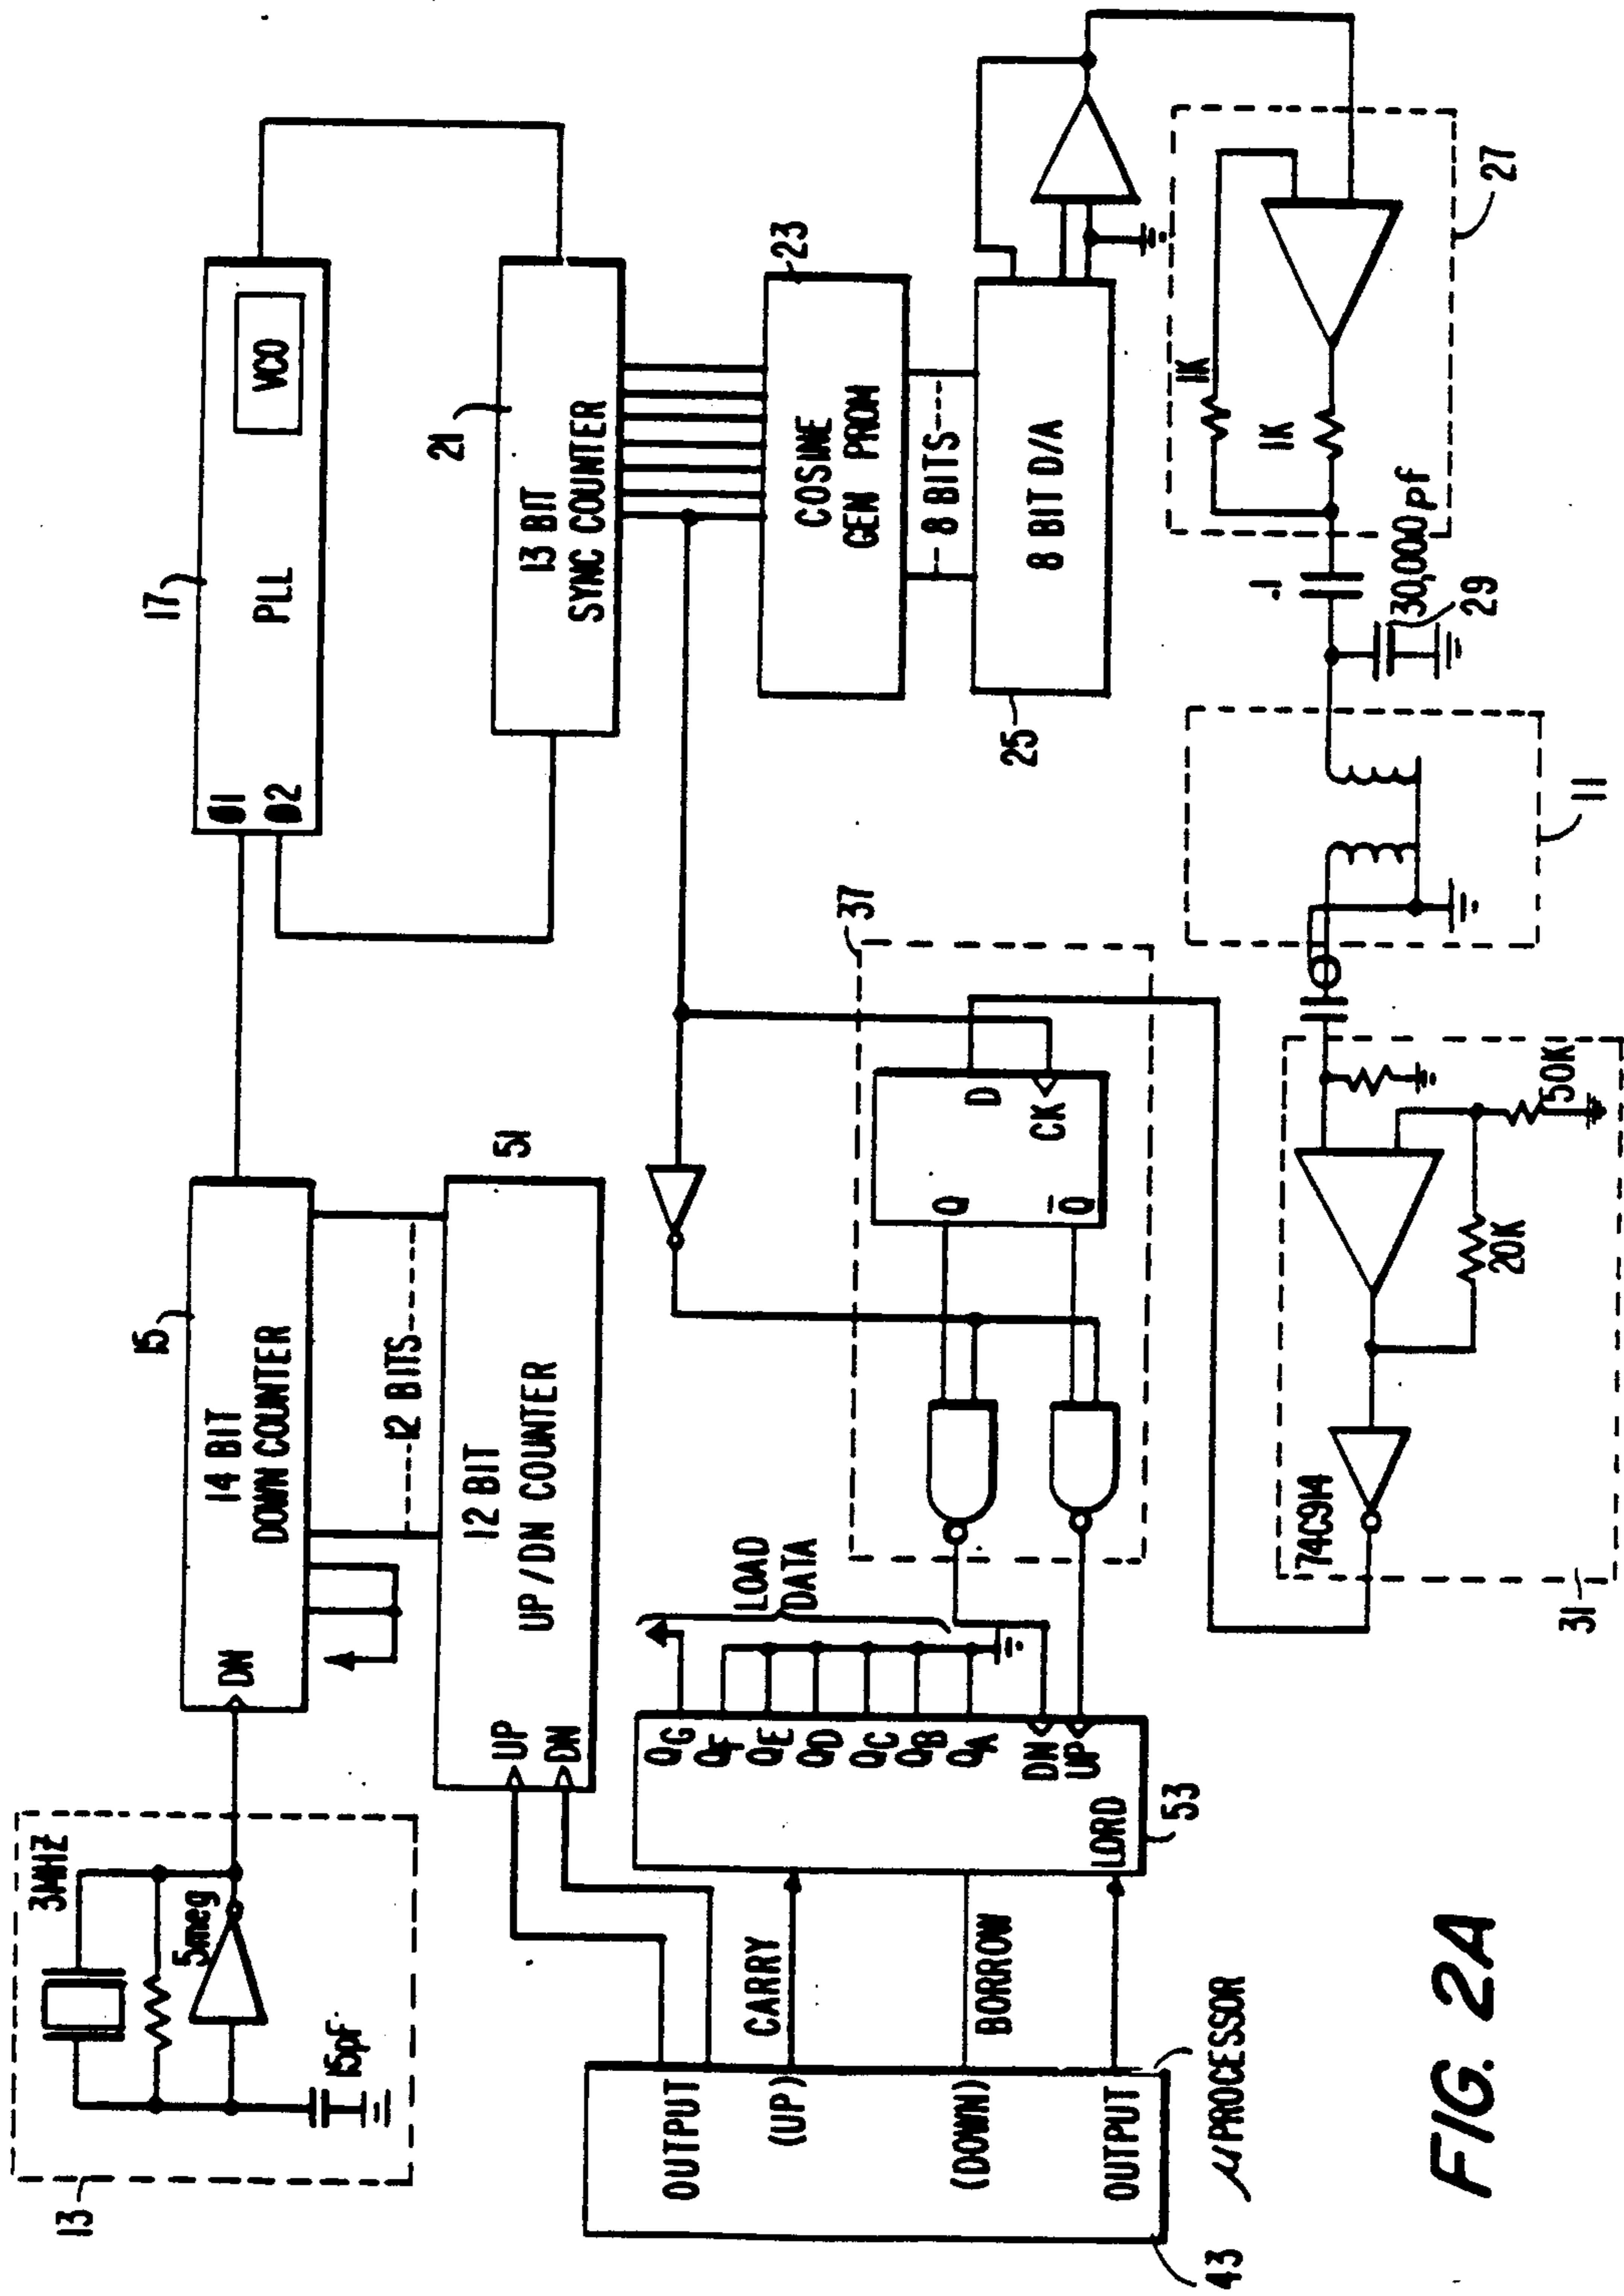 13
3MHZ
5meg
15pF
15
14 BIT
DOWN COUNTER
DN
12 BITS
12 BIT
UP/DN COUNTER
UP
DN
51
17
PLL
VCO
Ø1
Ø2
21
13 BIT
SYNC COUNTER
23
COSINE
GEN PROM
8 BITS
8 BIT D/A
25
27
1K
1K
.1
30,000pf
29
11
37
D
CK
Q
Q̅
LOAD
DATA
QG
QF
QE
QD
QC
QB
QA
DN
UP
LORD
53
OUTPUT
(UP)
CARRY
(DOWN)
BORROW
OUTPUT
μPROCESSOR
43
74C914
20K
50K
31
FIG. 2A